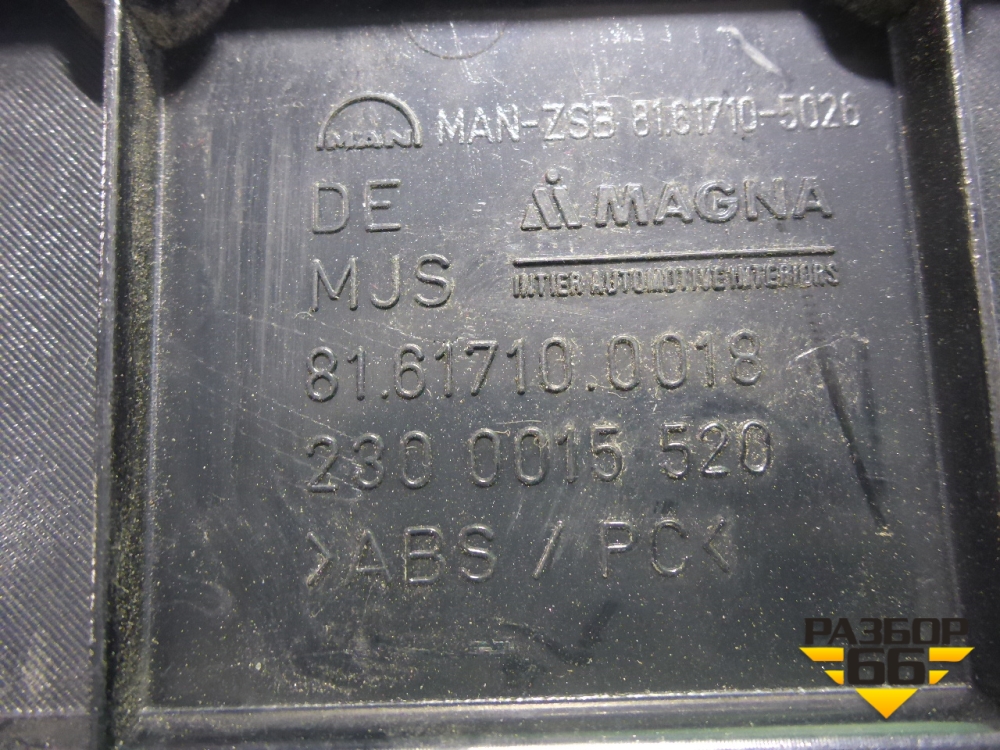 MAN MAN-ZSB 81.61710-5026
DE MAGNA
MJS INTIER AUTOMOTIVE INTERIORS
81.61710.0018
230 0015 520
>ABS / PC<
РАЗБОР
66